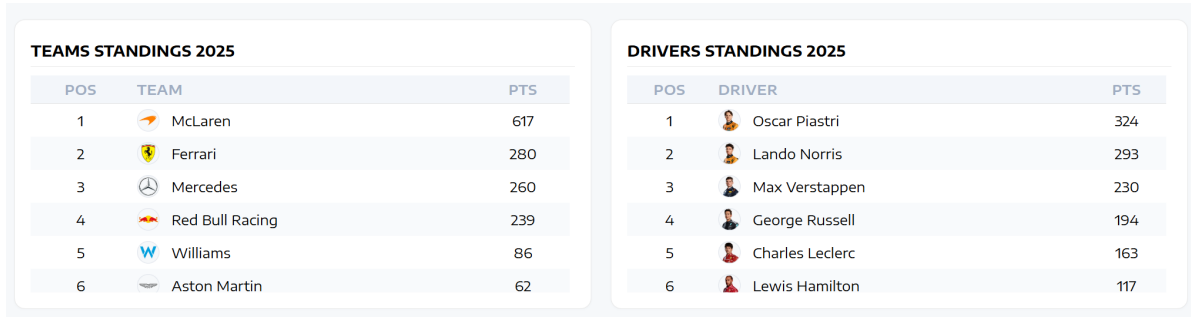 TEAMS STANDINGS 2025
POS TEAM PTS
1 McLaren 617
2 Ferrari 280
3 Mercedes 260
4 Red Bull Racing 239
5 Williams 86
6 Aston Martin 62
DRIVERS STANDINGS 2025
POS DRIVER PTS
1 Oscar Piastri 324
2 Lando Norris 293
3 Max Verstappen 230
4 George Russell 194
5 Charles Leclerc 163
6 Lewis Hamilton 117